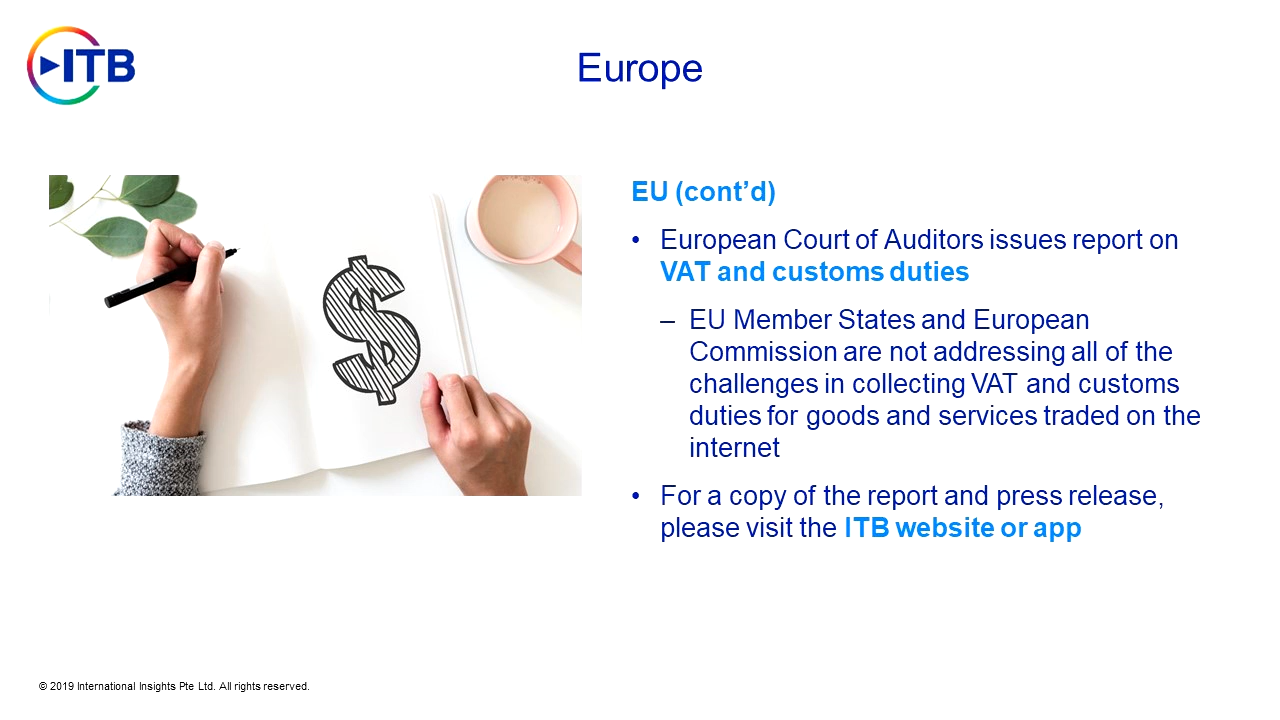 ITB
Europe
EU (cont’d)
• European Court of Auditors issues report on
VAT and customs duties
– EU Member States and European
Commission are not addressing all of the
challenges in collecting VAT and customs
duties for goods and services traded on the
internet
• For a copy of the report and press release,
please visit the ITB website or app
$
© 2019 International Insights Pte Ltd. All rights reserved.